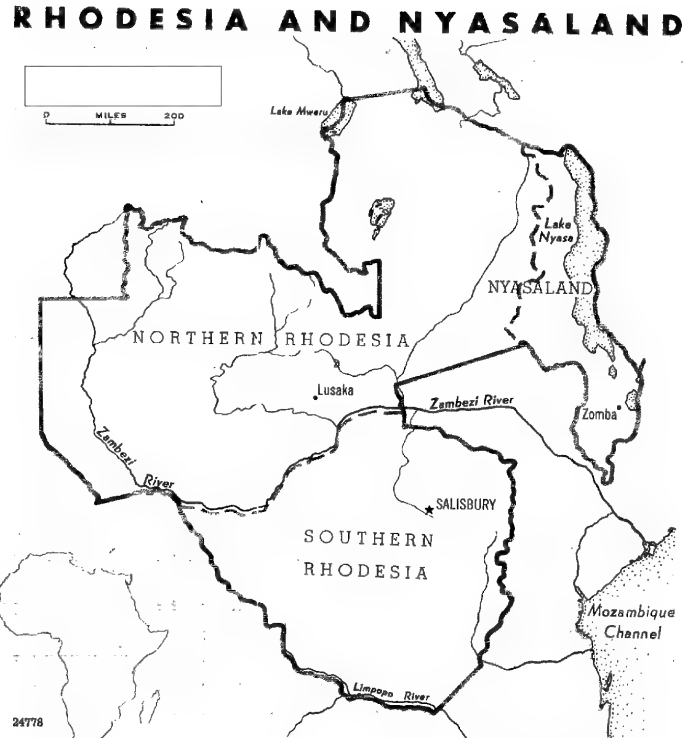 RHODESIA AND NYASALAND
0 MILES 200
Lake Mweru
Lake
Nyasa
NYASALAND
NORTHERN RHODESIA
Lusaka
Zambezi River
Zomba
Zambezi
River
SALISBURY
SOUTHERN
RHODESIA
Mozambique
Channel
Limpopo River
24778